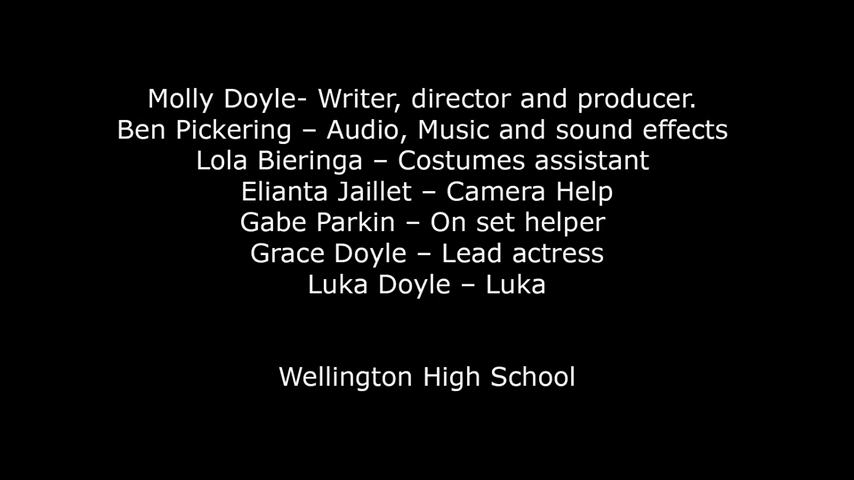 Molly Doyle- Writer, director and producer.
Ben Pickering – Audio, Music and sound effects
Lola Bieringa – Costumes assistant
Elianta Jaillet – Camera Help
Gabe Parkin – On set helper
Grace Doyle – Lead actress
Luka Doyle – Luka
Wellington High School